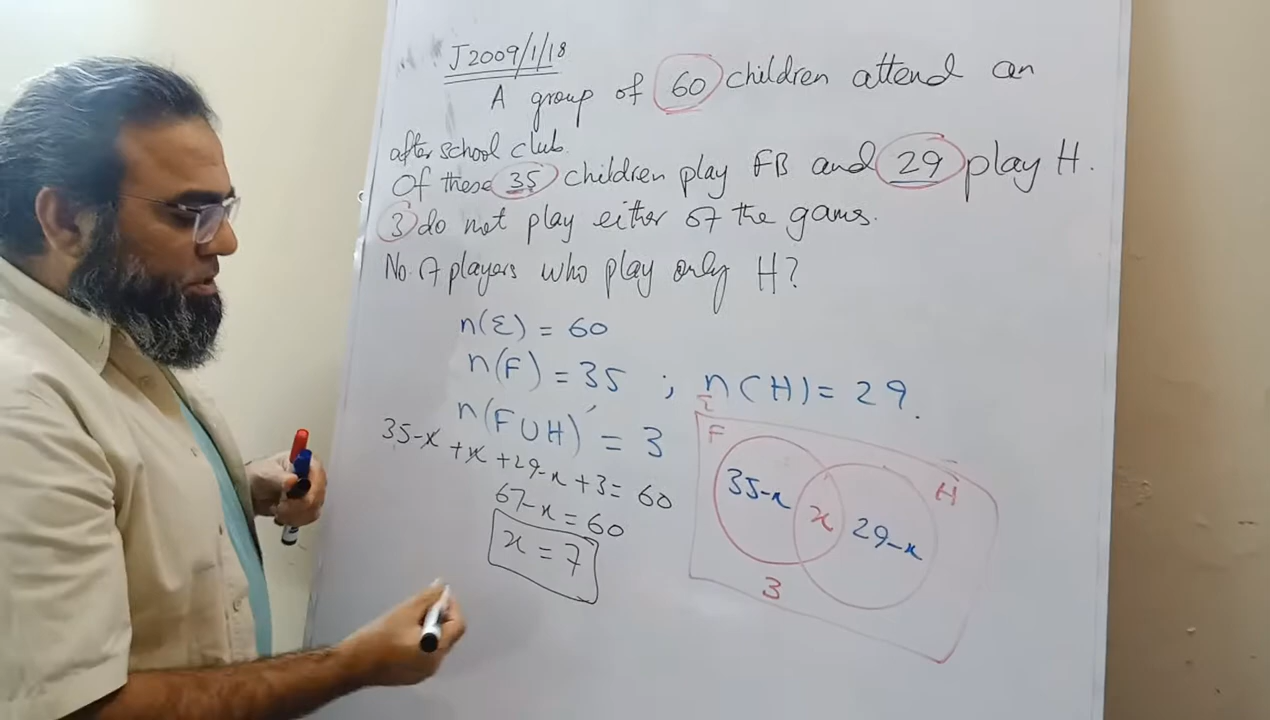 J2009/1/18
A group of 60 children attend an
after school club.
Of these 35 children play FB and 29 play H.
3 do not play either of the gams.
No. of players who play only H?
n(ℰ) = 60
n(F) = 35 ; n(H) = 29.
n(F∪H)′ = 3
35-x + x + 29-x + 3 = 60
67-x = 60
x = 7
ℰ
F
H
35-x
x
29-x
3